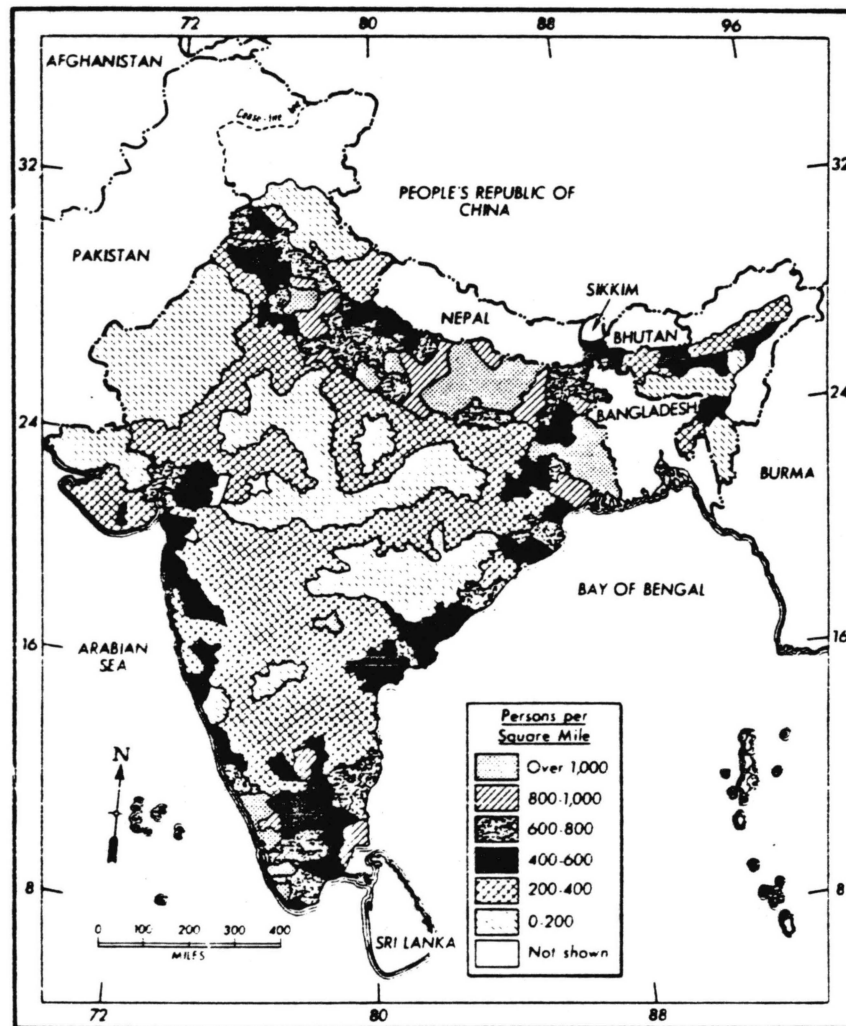 72
80
88
96
AFGHANISTAN
Cease-fire line
32
32
PEOPLE'S REPUBLIC OF
CHINA
PAKISTAN
SIKKIM
NEPAL
BHUTAN
24
24
BANGLADESH
BURMA
BAY OF BENGAL
16
16
ARABIAN
SEA
Persons per
Square Mile
Over 1,000
800-1,000
600-800
400-600
200-400
0-200
Not shown
N
8
8
0 100 200 300 400
MILES
SRI LANKA
72
80
88